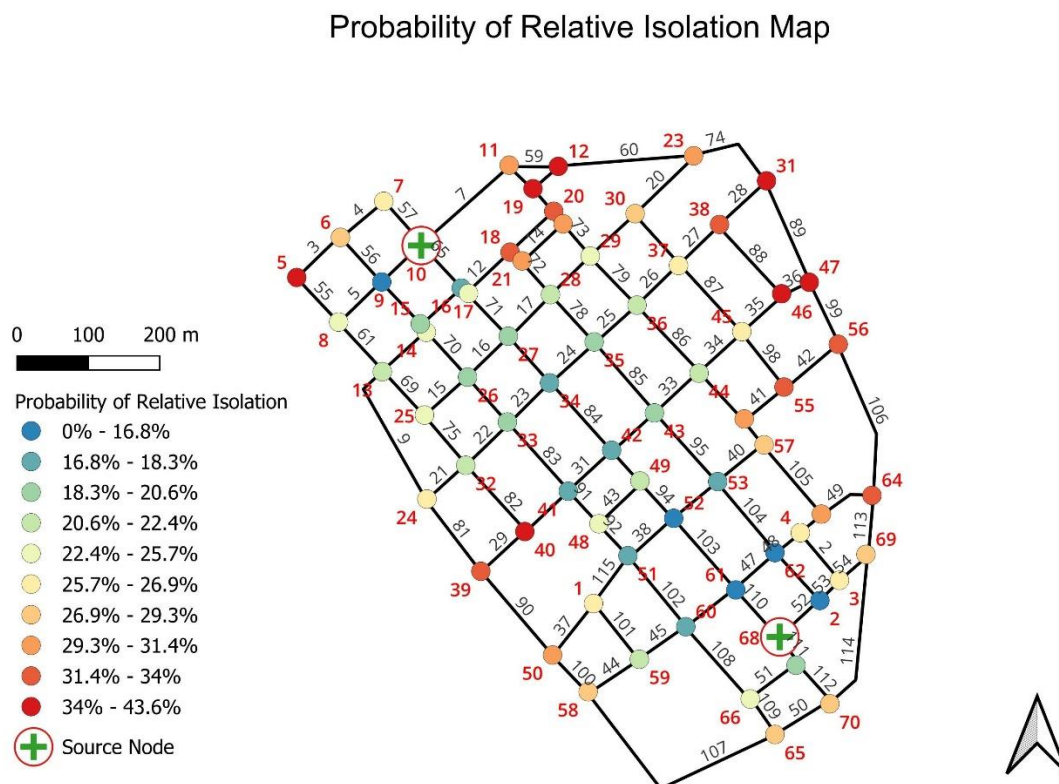 Probability of Relative Isolation Map
0 100 200 m
Probability of Relative Isolation
0% - 16.8%
16.8% - 18.3%
18.3% - 20.6%
20.6% - 22.4%
22.4% - 25.7%
25.7% - 26.9%
26.9% - 29.3%
29.3% - 31.4%
31.4% - 34%
34% - 43.6%
Source Node
11 59 12 60 23 74
7 7 31
4 57 20 30 20 28
6 19 73 38 89
3 56 65 18 14 29 37 27 88
5 10 12 21 72 79 26 36 47
55 5 9 16 17 71 28 87 35 46 99
8 15 17 78 36 45 56
61 14 70 16 25 86 34 98 42
13 69 15 27 24 35 44 55
25 26 23 34 85 33 41 106
9 75 22 33 84 43 57
21 32 83 31 42 95 40 105
24 82 41 91 49 53 64
81 29 43 94 52 104 4 49
40 48 92 38 103 48 2 113 69
39 51 61 47 62 53 54
90 1 115 102 110 52 3
37 101 60 68 2 114
50 45 111
100 44 59 108 51 112
58 66 109 50 70
107 65